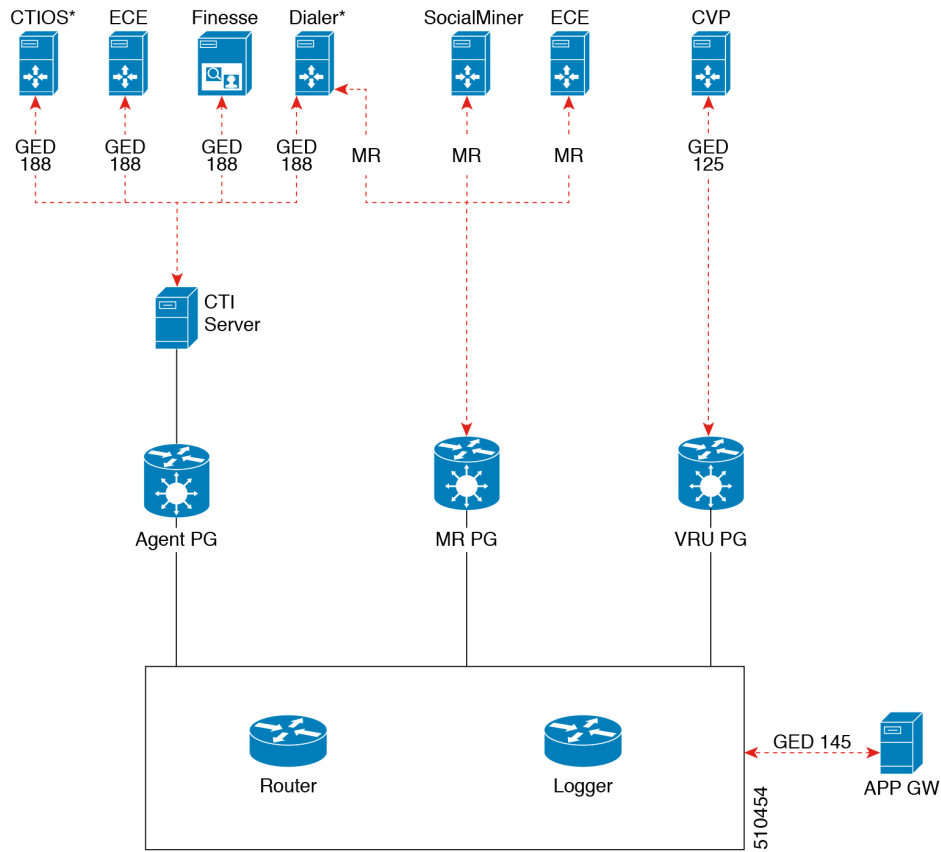 CTIOS* ECE Finesse Dialer* SocialMiner ECE CVP
GED
188
GED
188
GED
188
GED
188
MR
MR
MR
GED
125
CTI
Server
Agent PG
MR PG
VRU PG
Router
Logger
GED 145
APP GW
510454